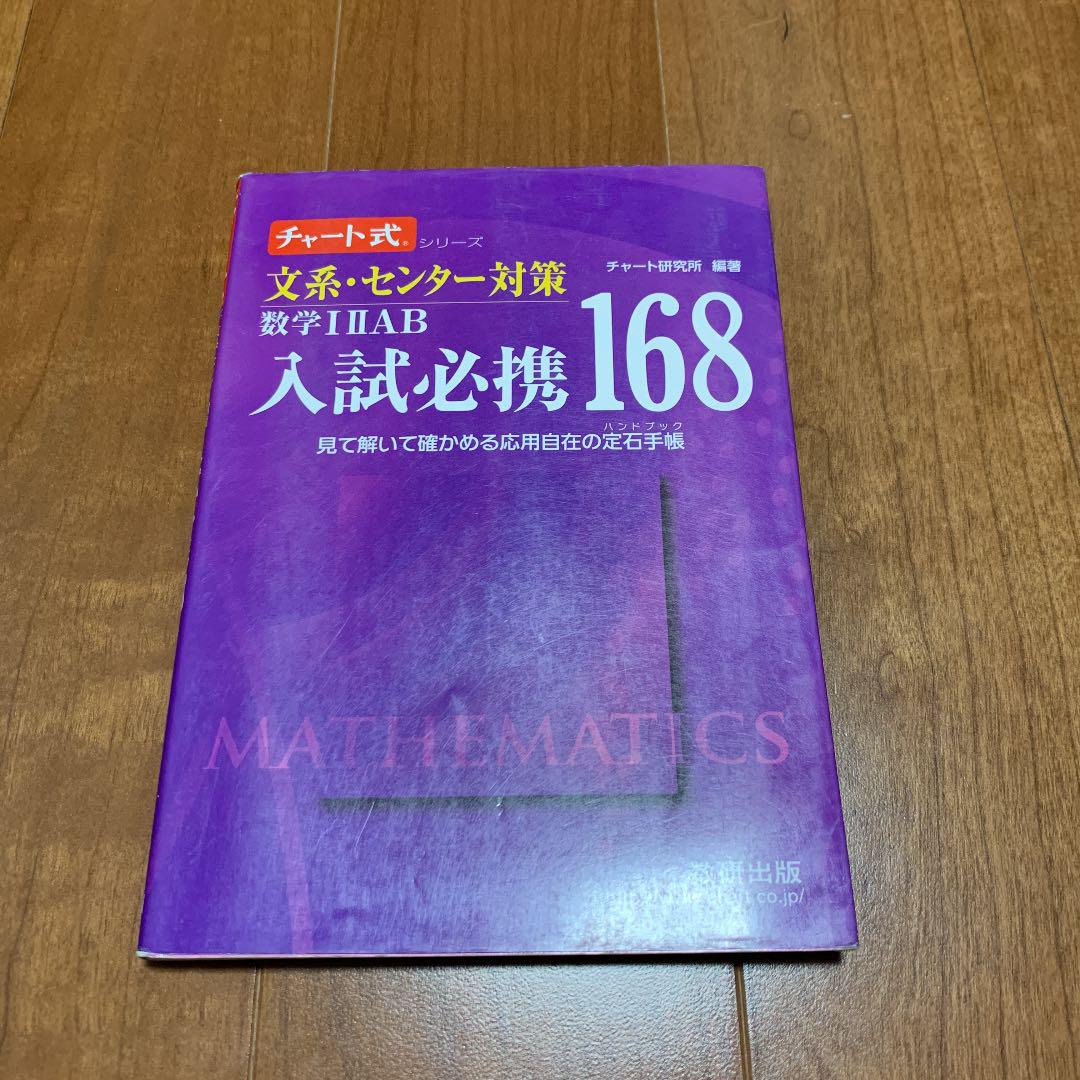 チャート式® シリーズ
チャート研究所 編著
文系・センター対策
数学ⅠⅡAB
入試必携168
ハンドブック
見て解いて確かめる応用自在の定石手帳
MATHEMATICS
数研出版